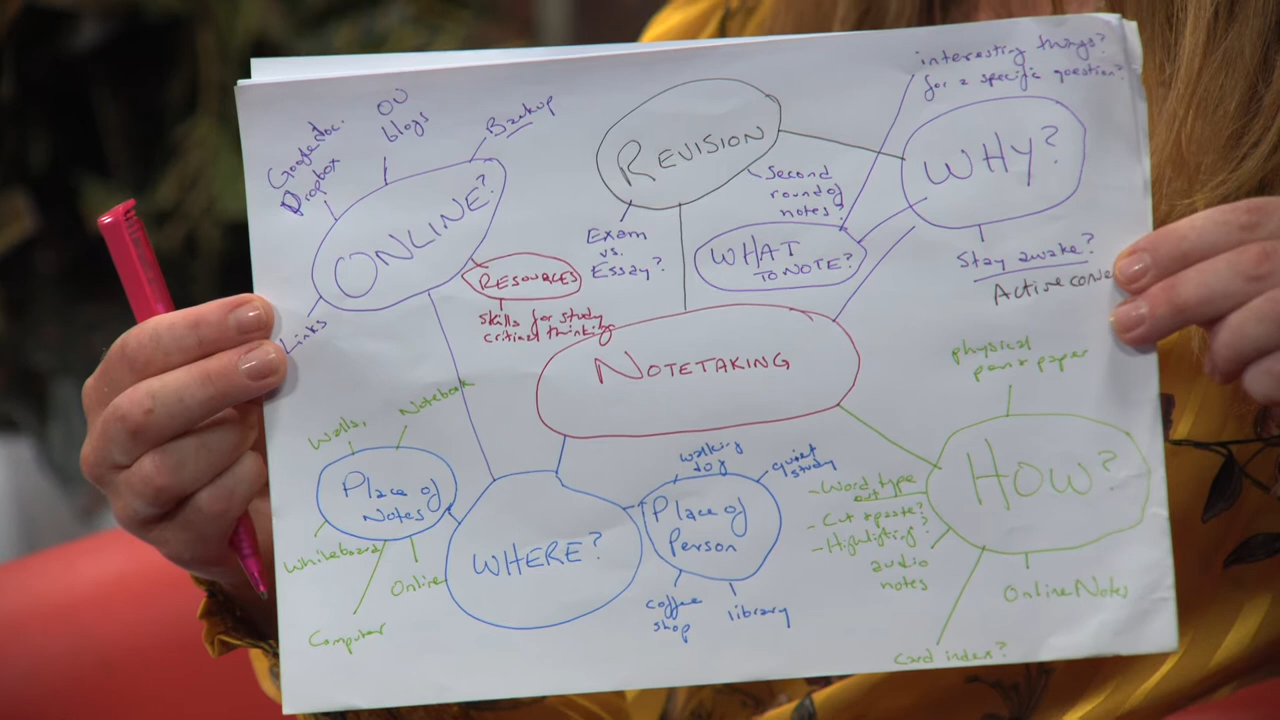 interesting things?
for a specific question?
OU
blogs
Backup
Google doc.
Dropbox
REVISION
WHY?
ONLINE?
Second
round of
notes?
Exam
vs.
Essay?
WHAT
TO NOTE?
Stay awake?
Active
RESOURCES
Skills for study
critical thinking
Links
NOTETAKING
physical
pen & paper
Notebook
Walls,
Place of
Notes
walking
dog
quiet
study
HOW?
- Word type
out
- Cut & paste?
- Highlighting?
Place of
Person
WHERE?
Whiteboard
Online
audio
notes
Online Notes
coffee
shop
library
Computer
Card index?